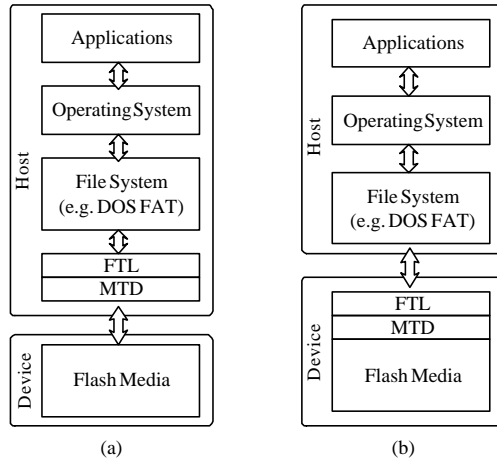 Host
Applications
Operating System
File System
(e.g. DOS FAT)
FTL
MTD
Device
Flash Media
(a)
Host
Applications
Operating System
File System
(e.g. DOS FAT)
Device
FTL
MTD
Flash Media
(b)